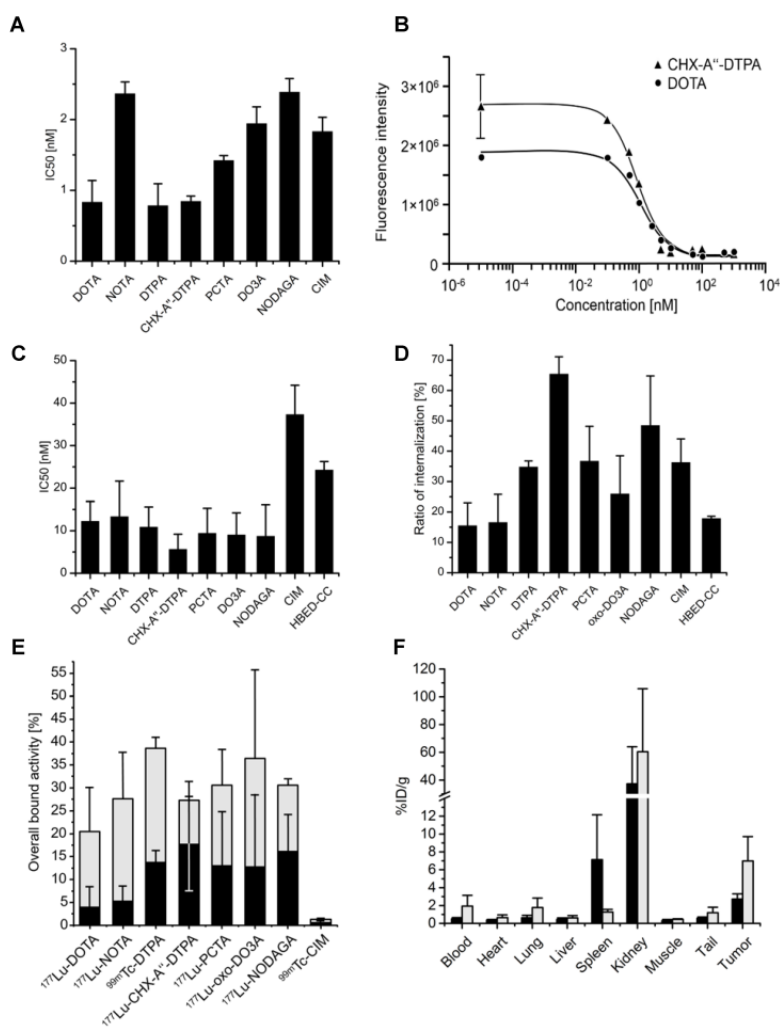 A
IC50 [nM]
3
2
1
0
DOTA
NOTA
DTPA
CHX-A"-DTPA
PCTA
DO3A
NODAGA
CIM
B
CHX-A"-DTPA
DOTA
Fluorescence intensity
3×10⁶
2×10⁶
1×10⁶
0
10⁻⁶
10⁻⁴
10⁻²
10⁰
10²
10⁴
Concentration [nM]
C
IC50 [nM]
50
40
30
20
10
0
DOTA
NOTA
DTPA
CHX-A"-DTPA
PCTA
DO3A
NODAGA
CIM
HBED-CC
D
Ratio of internalization [%]
70
60
50
40
30
20
10
0
DOTA
NOTA
DTPA
CHX-A"-DTPA
PCTA
oxo-DO3A
NODAGA
CIM
HBED-CC
E
Overall bound activity [%]
55
50
45
40
35
30
25
20
15
10
5
0
¹⁷⁷Lu-DOTA
¹⁷⁷Lu-NOTA
⁹⁹ᵐTc-DTPA
¹⁷⁷Lu-CHX-A"-DTPA
¹⁷⁷Lu-PCTA
¹⁷⁷Lu-oxo-DO3A
¹⁷⁷Lu-NODAGA
⁹⁹ᵐTc-CIM
F
%ID/g
120
100
80
60
40
10
8
6
4
2
0
Blood
Heart
Lung
Liver
Spleen
Kidney
Muscle
Tail
Tumor